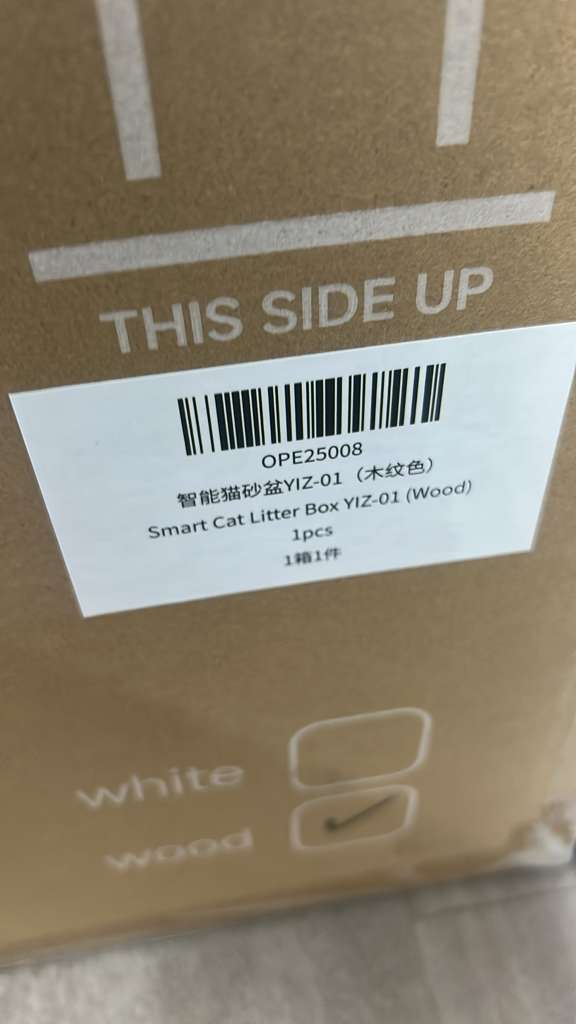 THIS SIDE UP
OPE25008
智能猫砂盆YIZ-01（木纹色）
Smart Cat Litter Box YIZ-01 (Wood)
1pcs
1箱1件
white
wood